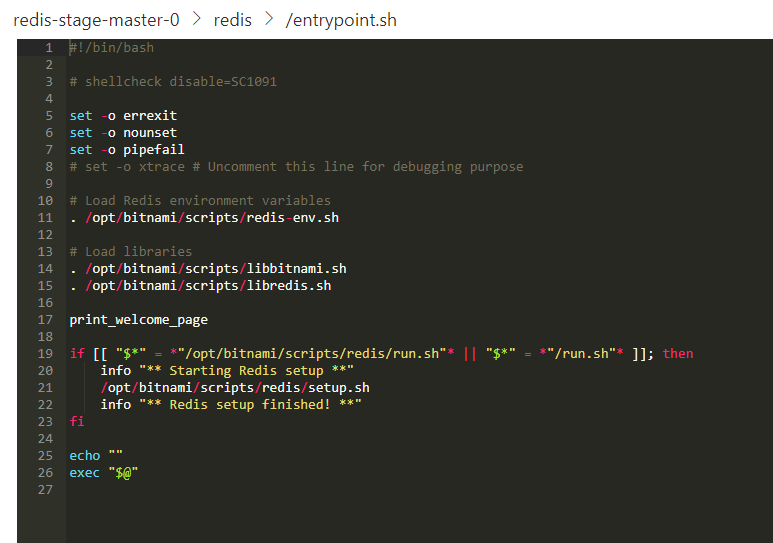 redis-stage-master-0 > redis > /entrypoint.sh
1 #!/bin/bash
2
3 # shellcheck disable=SC1091
4
5 set -o errexit
6 set -o nounset
7 set -o pipefail
8 # set -o xtrace # Uncomment this line for debugging purpose
9
10 # Load Redis environment variables
11 . /opt/bitnami/scripts/redis-env.sh
12
13 # Load libraries
14 . /opt/bitnami/scripts/libbitnami.sh
15 . /opt/bitnami/scripts/libredis.sh
16
17 print_welcome_page
18
19 if [[ "$*" = *"/opt/bitnami/scripts/redis/run.sh"* || "$*" = *"/run.sh"* ]]; then
20     info "** Starting Redis setup **"
21     /opt/bitnami/scripts/redis/setup.sh
22     info "** Redis setup finished! **"
23 fi
24
25 echo ""
26 exec "$@"
27